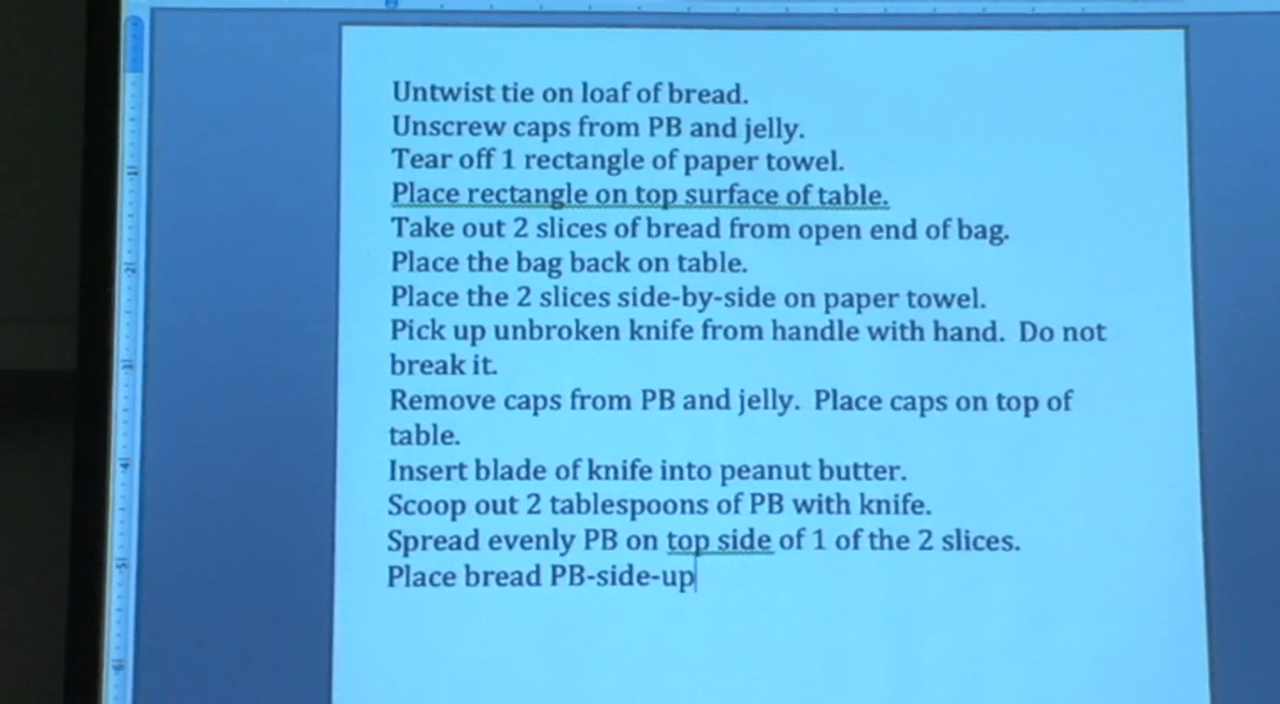 Untwist tie on loaf of bread.
Unscrew caps from PB and jelly.
Tear off 1 rectangle of paper towel.
Place rectangle on top surface of table.
Take out 2 slices of bread from open end of bag.
Place the bag back on table.
Place the 2 slices side-by-side on paper towel.
Pick up unbroken knife from handle with hand.  Do not
break it.
Remove caps from PB and jelly.  Place caps on top of
table.
Insert blade of knife into peanut butter.
Scoop out 2 tablespoons of PB with knife.
Spread evenly PB on top side of 1 of the 2 slices.
Place bread PB-side-up